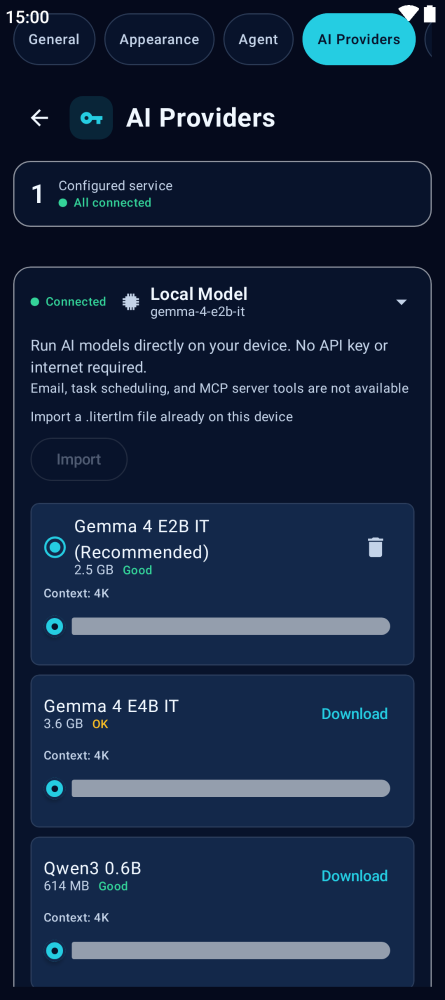 15:00
General
Appearance
Agent
AI Providers
AI Providers
1
Configured service
All connected
Connected
Local Model
gemma-4-e2b-it
Run AI models directly on your device. No API key or
internet required.
Email, task scheduling, and MCP server tools are not available
Import a .litertlm file already on this device
Import
Gemma 4 E2B IT
(Recommended)
2.5 GB Good
Context: 4K
Gemma 4 E4B IT
3.6 GB OK
Download
Context: 4K
Qwen3 0.6B
614 MB Good
Download
Context: 4K